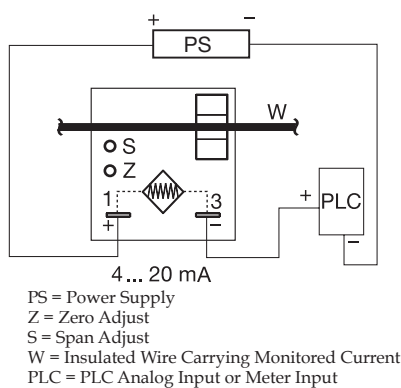 + −
PS
W
S
Z
1 3
+ −
+ PLC
−
4 ... 20 mA
PS = Power Supply
Z = Zero Adjust
S = Span Adjust
W = Insulated Wire Carrying Monitored Current
PLC = PLC Analog Input or Meter Input